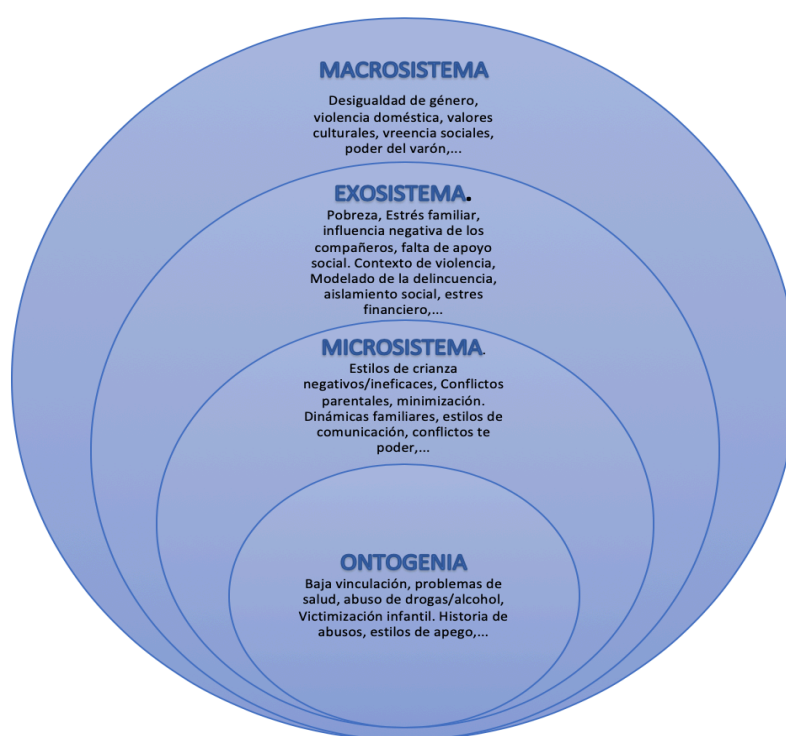 MACROSISTEMA
Desigualdad de género,
violencia doméstica, valores
culturales, vreencia sociales,
poder del varón,...
EXOSISTEMA.
Pobreza, Estrés familiar,
influencia negativa de los
compañeros, falta de apoyo
social. Contexto de violencia,
Modelado de la delincuencia,
aislamiento social, estres
financiero,...
MICROSISTEMA.
Estilos de crianza
negativos/ineficaces, Conflictos
parentales, minimización.
Dinámicas familiares, estilos de
comunicación, conflictos te
poder,...
ONTOGENIA
Baja vinculación, problemas de
salud, abuso de drogas/alcohol,
Victimización infantil. Historia de
abusos, estilos de apego,...